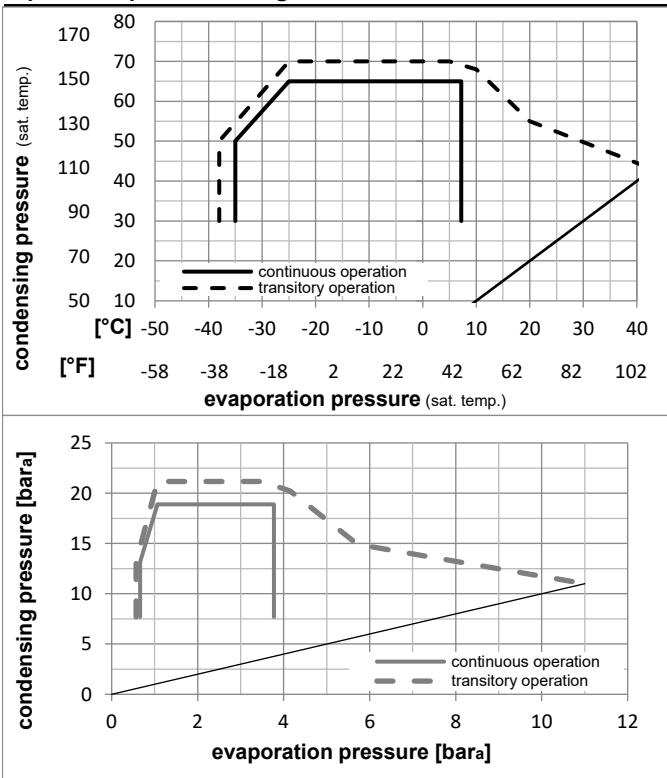 170 80
150 70
130 60
50
110 40
90 30
70 20
50 10
condensing pressure (sat. temp.)
continuous operation
transitory operation
[°C] -50 -40 -30 -20 -10 0 10 20 30 40
[°F] -58 -38 -18 2 22 42 62 82 102
evaporation pressure (sat. temp.)
25
20
15
10
5
0
condensing pressure [bara]
continuous operation
transitory operation
0 2 4 6 8 10 12
evaporation pressure [bara]